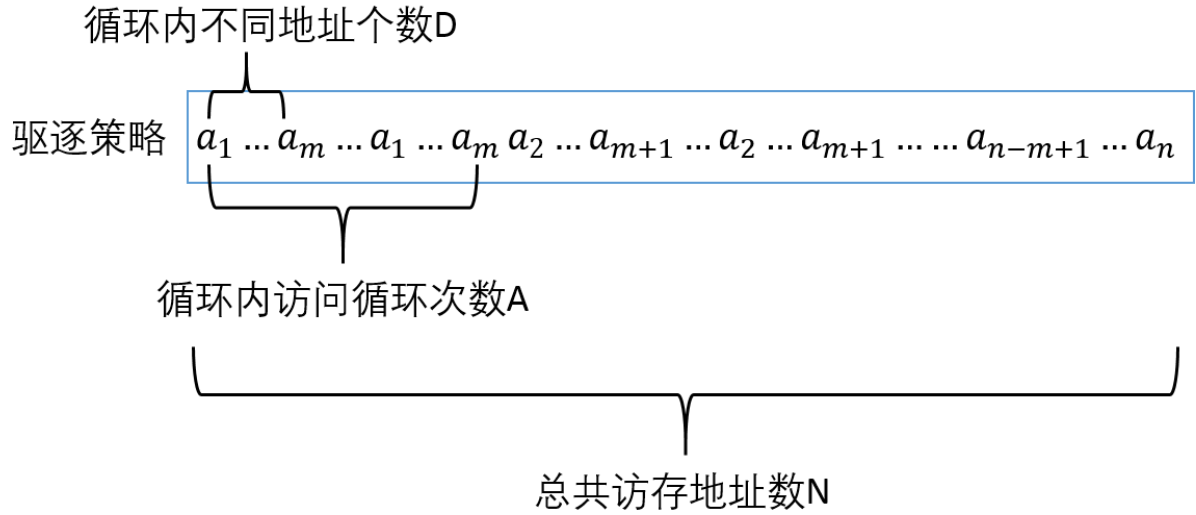 循环内不同地址个数D
驱逐策略 a₁ ... aₘ ... a₁ ... aₘ a₂ ... aₘ₊₁ ... a₂ ... aₘ₊₁ ... ... aₙ₋ₘ₊₁ ... aₙ
循环内访问循环次数A
总共访存地址数N